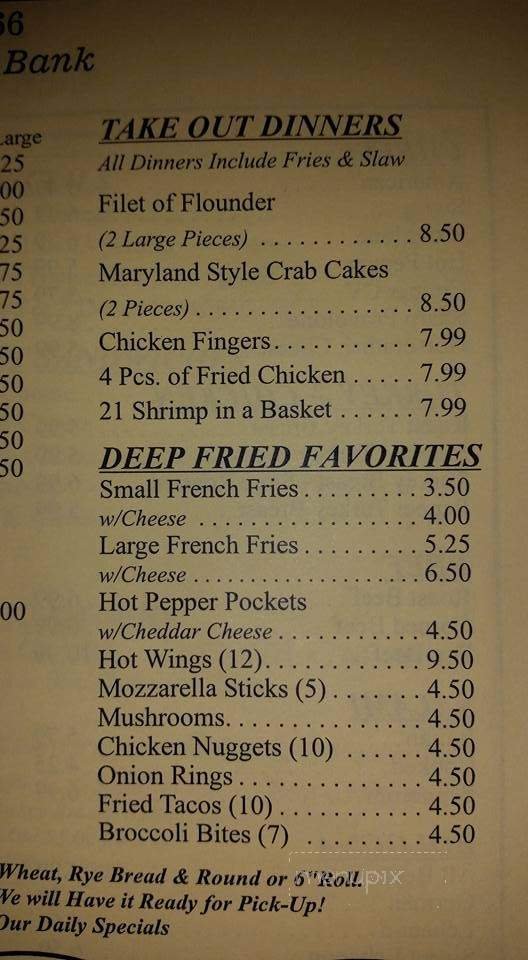 66
Bank
Large
25
00
50
25
75
75
50
50
50
50
50
50
00
TAKE OUT DINNERS
All Dinners Include Fries & Slaw
Filet of Flounder
(2 Large Pieces) . . . . . . . . . . . . 8.50
Maryland Style Crab Cakes
(2 Pieces) . . . . . . . . . . . . . . . . . 8.50
Chicken Fingers. . . . . . . . . . . 7.99
4 Pcs. of Fried Chicken . . . . . 7.99
21 Shrimp in a Basket . . . . . . 7.99
DEEP FRIED FAVORITES
Small French Fries . . . . . . . . . 3.50
w/Cheese . . . . . . . . . . . . . . . . . 4.00
Large French Fries . . . . . . . . . 5.25
w/Cheese . . . . . . . . . . . . . . . . . 6.50
Hot Pepper Pockets
w/Cheddar Cheese . . . . . . . . . . . 4.50
Hot Wings (12). . . . . . . . . . . . 9.50
Mozzarella Sticks (5) . . . . . . . 4.50
Mushrooms. . . . . . . . . . . . . . . 4.50
Chicken Nuggets (10) . . . . . . 4.50
Onion Rings . . . . . . . . . . . . . . 4.50
Fried Tacos (10) . . . . . . . . . . . 4.50
Broccoli Bites (7) . . . . . . . . . 4.50
Wheat, Rye Bread & Round or 6" Roll.
We will Have it Ready for Pick-Up!
Our Daily Specials
menupix